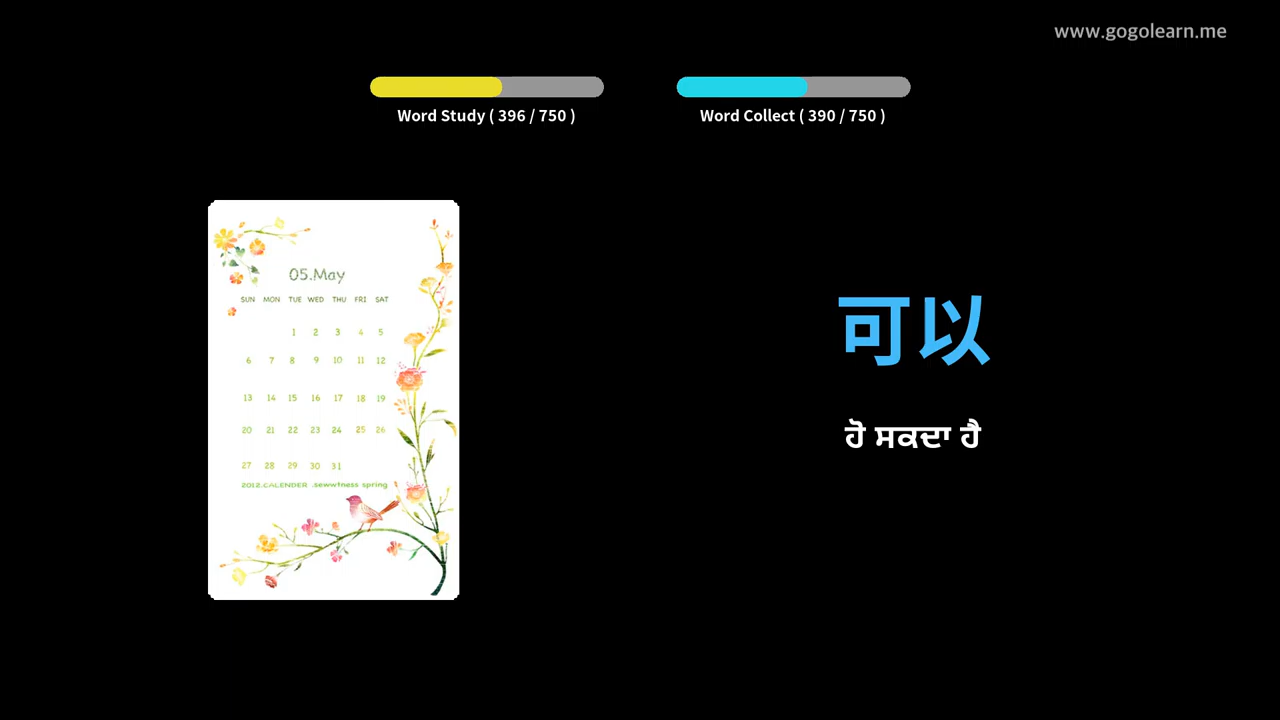 www.gogolearn.me
Word Study ( 396 / 750 )
Word Collect ( 390 / 750 )
05.May
SUN MON TUE WED THU FRI SAT
1 2 3 4 5
6 7 8 9 10 11 12
13 14 15 16 17 18 19
20 21 22 23 24 25 26
27 28 29 30 31
2012.CALENDER .sewwtness spring
可以
ਹੋ ਸਕਦਾ ਹੈ